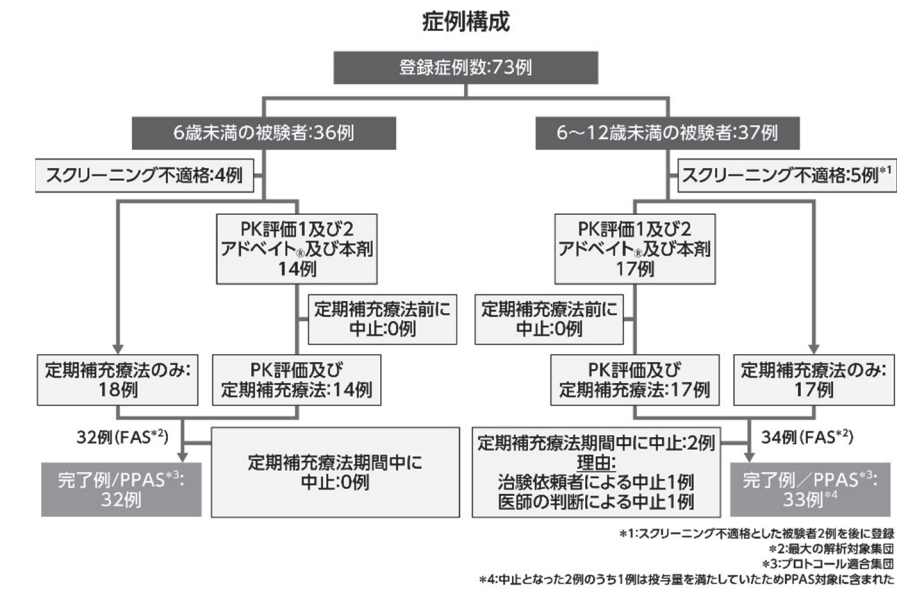 症例構成
登録症例数:73例
6歳未満の被験者:36例
6～12歳未満の被験者:37例
スクリーニング不適格:4例
スクリーニング不適格:5例*1
PK評価1及び2
アドベイト®及び本剤
14例
PK評価1及び2
アドベイト®及び本剤
17例
定期補充療法前に
中止:0例
定期補充療法前に
中止:0例
定期補充療法のみ:
18例
PK評価及び
定期補充療法:14例
PK評価及び
定期補充療法:17例
定期補充療法のみ:
17例
32例(FAS*2)
34例(FAS*2)
定期補充療法期間中に
中止:0例
定期補充療法期間中に中止:2例
理由:
治験依頼者による中止1例
医師の判断による中止1例
完了例/PPAS*3:
32例
完了例／PPAS*3:
33例*4
*1:スクリーニング不適格とした被験者2例を後に登録
*2:最大の解析対象集団
*3:プロトコール適合集団
*4:中止となった2例のうち1例は投与量を満たしていたためPPAS対象に含まれた